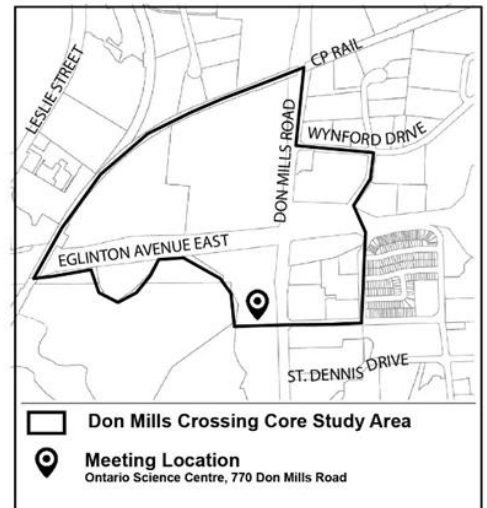 CP RAIL
LESLIE STREET
DON MILLS ROAD
WYNFORD DRIVE
EGLINTON AVENUE EAST
ST. DENNIS DRIVE
Don Mills Crossing Core Study Area
Meeting Location
Ontario Science Centre, 770 Don Mills Road